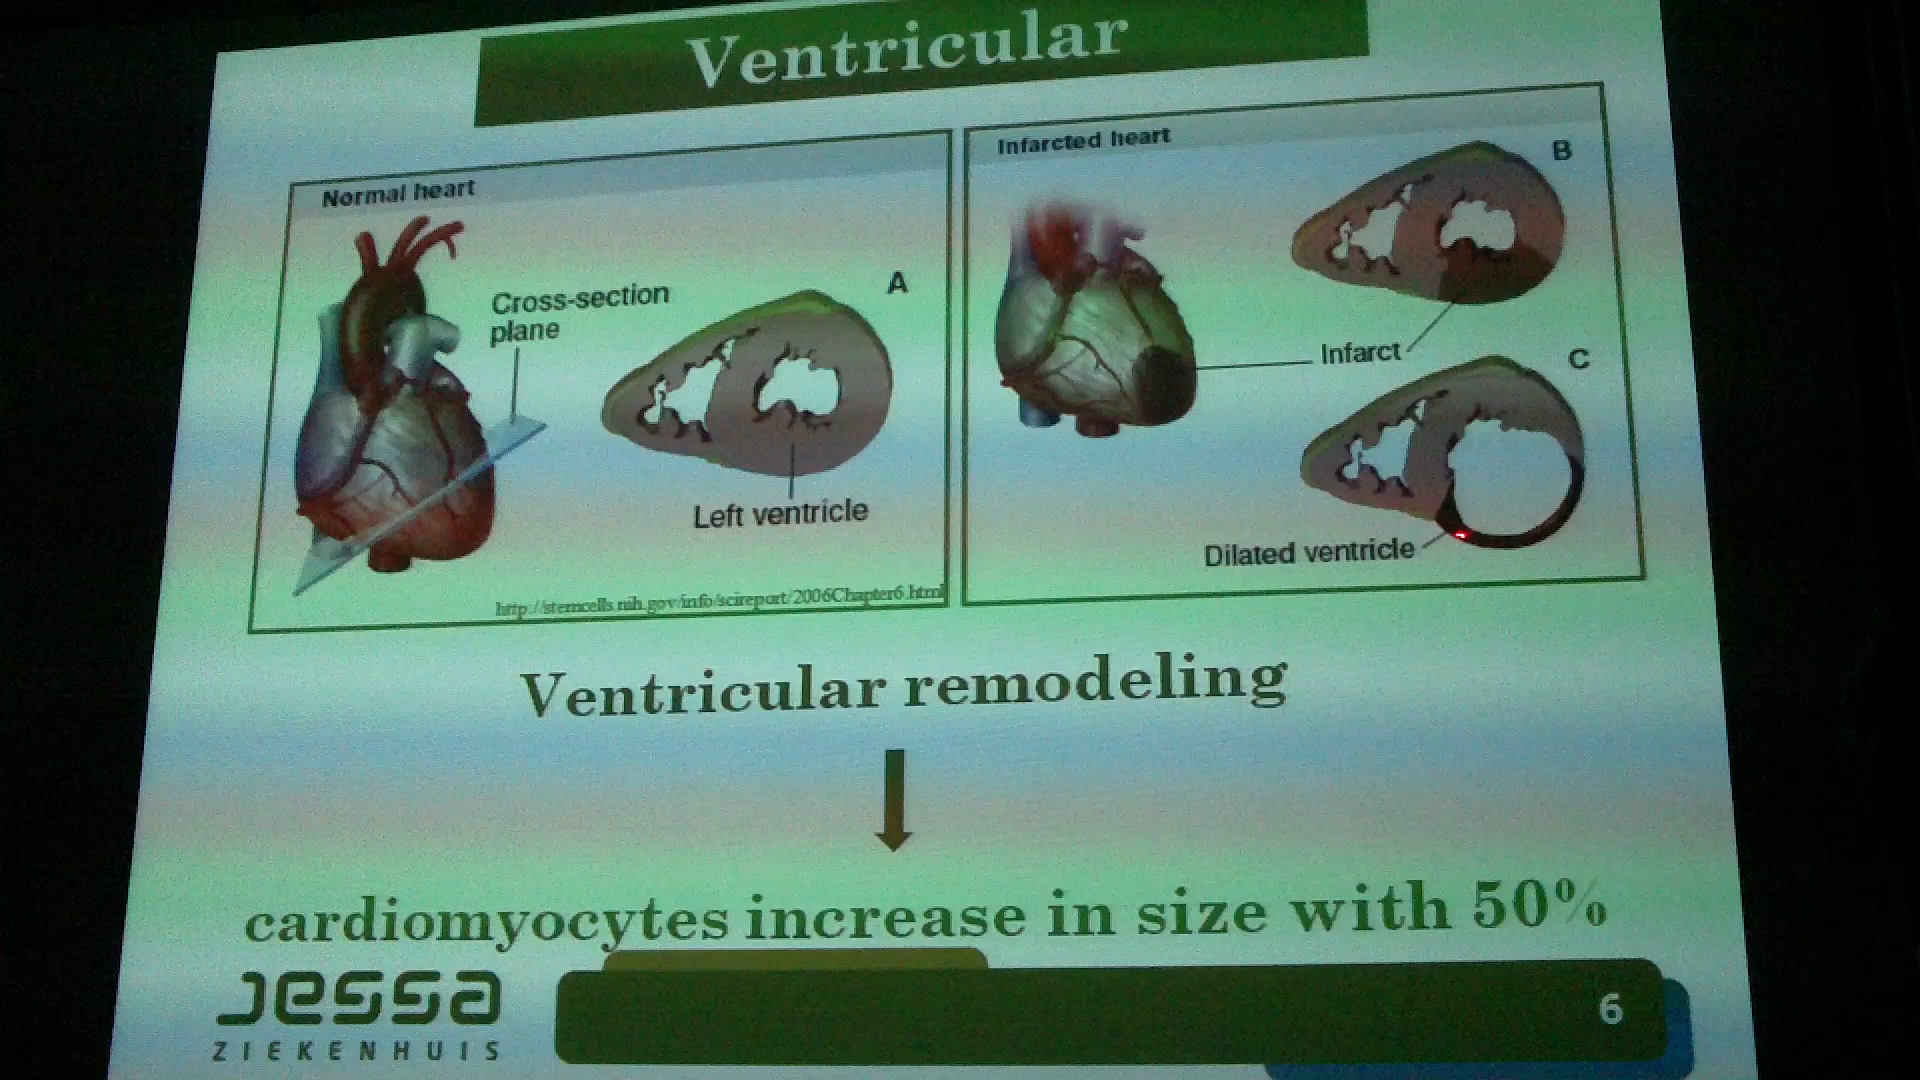 Ventricular
Normal heart
Cross-section
plane
A
Left ventricle
http://stemcells.nih.gov/info/scireport/2006Chapter6.html
Infarcted heart
B
Infarct
C
Dilated ventricle
Ventricular remodeling
cardiomyocytes increase in size with 50%
Jessa
ZIEKENHUIS
6